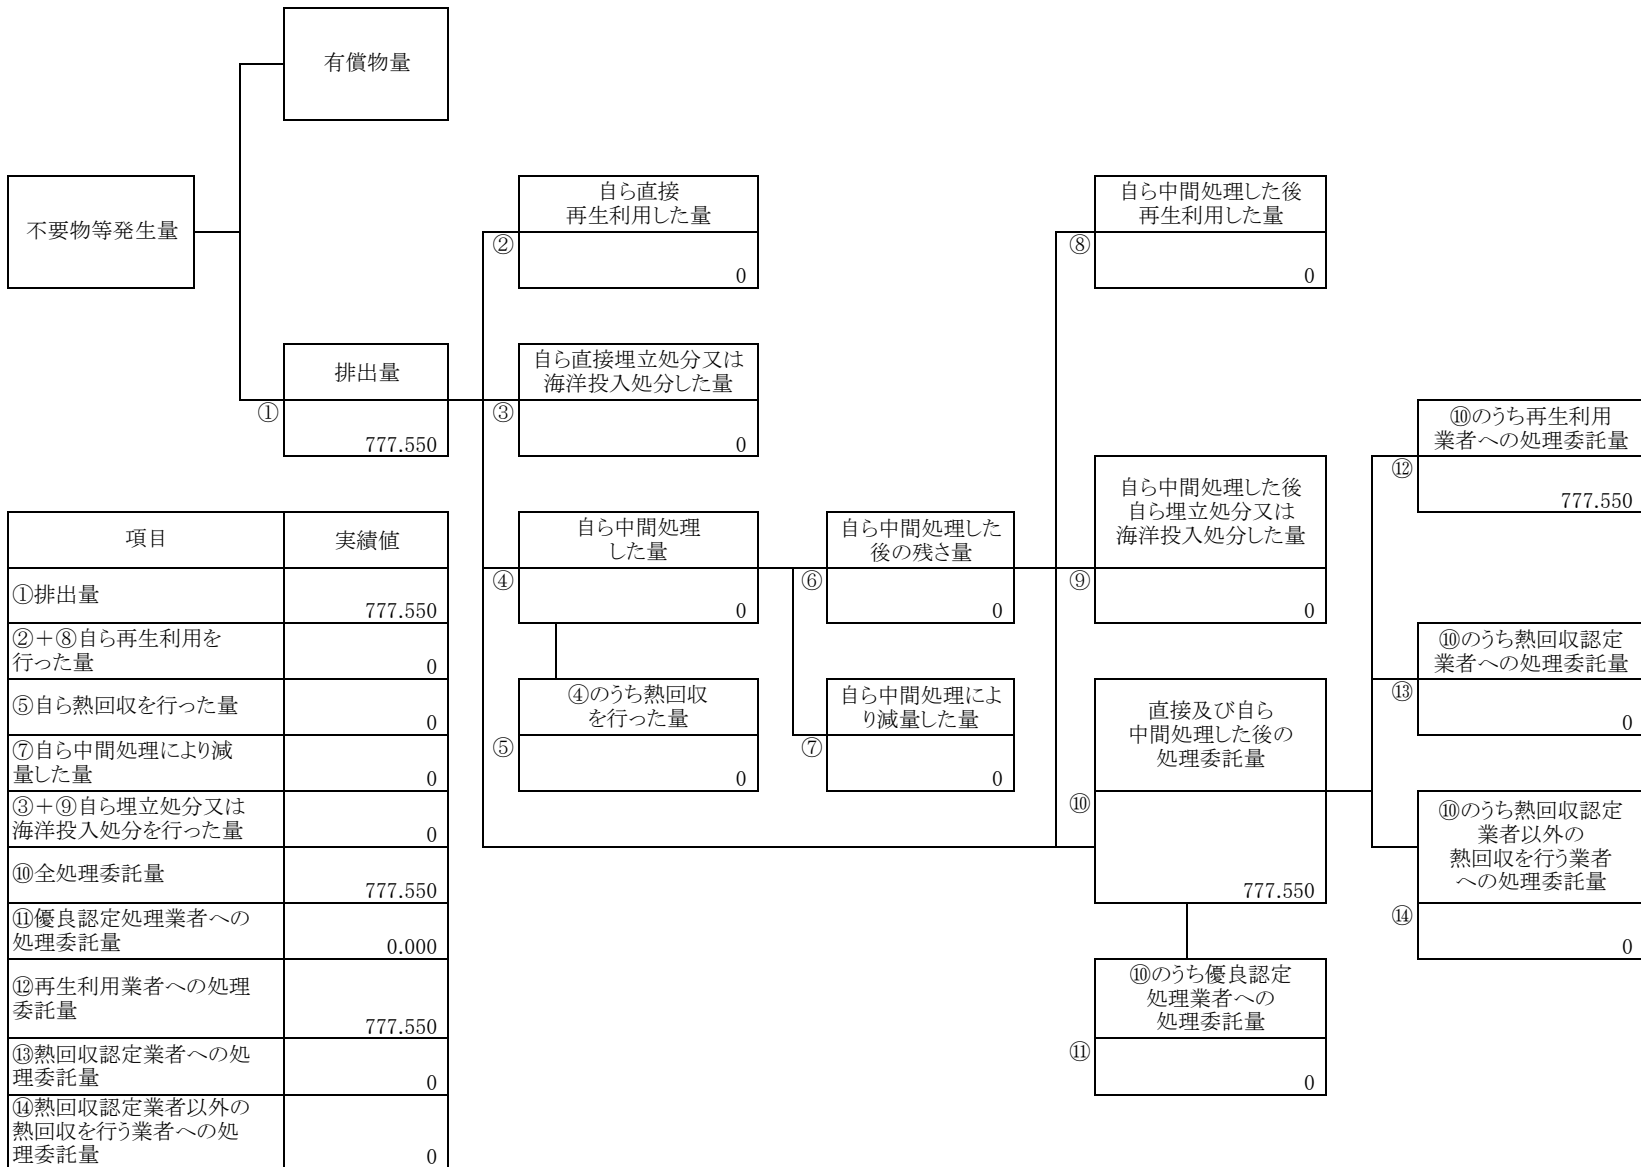 有償物量
不要物等発生量
排出量
①
777.550
自ら直接
再生利用した量
②
0
自ら直接埋立処分又は
海洋投入処分した量
③
0
自ら中間処理
した量
④
0
④のうち熱回収
を行った量
⑤
0
自ら中間処理した
後の残さ量
⑥
0
自ら中間処理によ
り減量した量
⑦
0
自ら中間処理した後
再生利用した量
⑧
0
自ら中間処理した後
自ら埋立処分又は
海洋投入処分した量
⑨
0
直接及び自ら
中間処理した後の
処理委託量
⑩
777.550
⑩のうち優良認定
処理業者への
処理委託量
⑪
0
⑩のうち再生利用
業者への処理委託量
⑫
777.550
⑩のうち熱回収認定
業者への処理委託量
⑬
0
⑩のうち熱回収認定
業者以外の
熱回収を行う業者
への処理委託量
⑭
0
項目 実績値
①排出量
777.550
②＋⑧自ら再生利用を
行った量
0
⑤自ら熱回収を行った量
0
⑦自ら中間処理により減
量した量
0
③＋⑨自ら埋立処分又は
海洋投入処分を行った量
0
⑩全処理委託量
777.550
⑪優良認定処理業者への
処理委託量
0.000
⑫再生利用業者への処理
委託量
777.550
⑬熱回収認定業者への処
理委託量
0
⑭熱回収認定業者以外の
熱回収を行う業者への処
理委託量
0